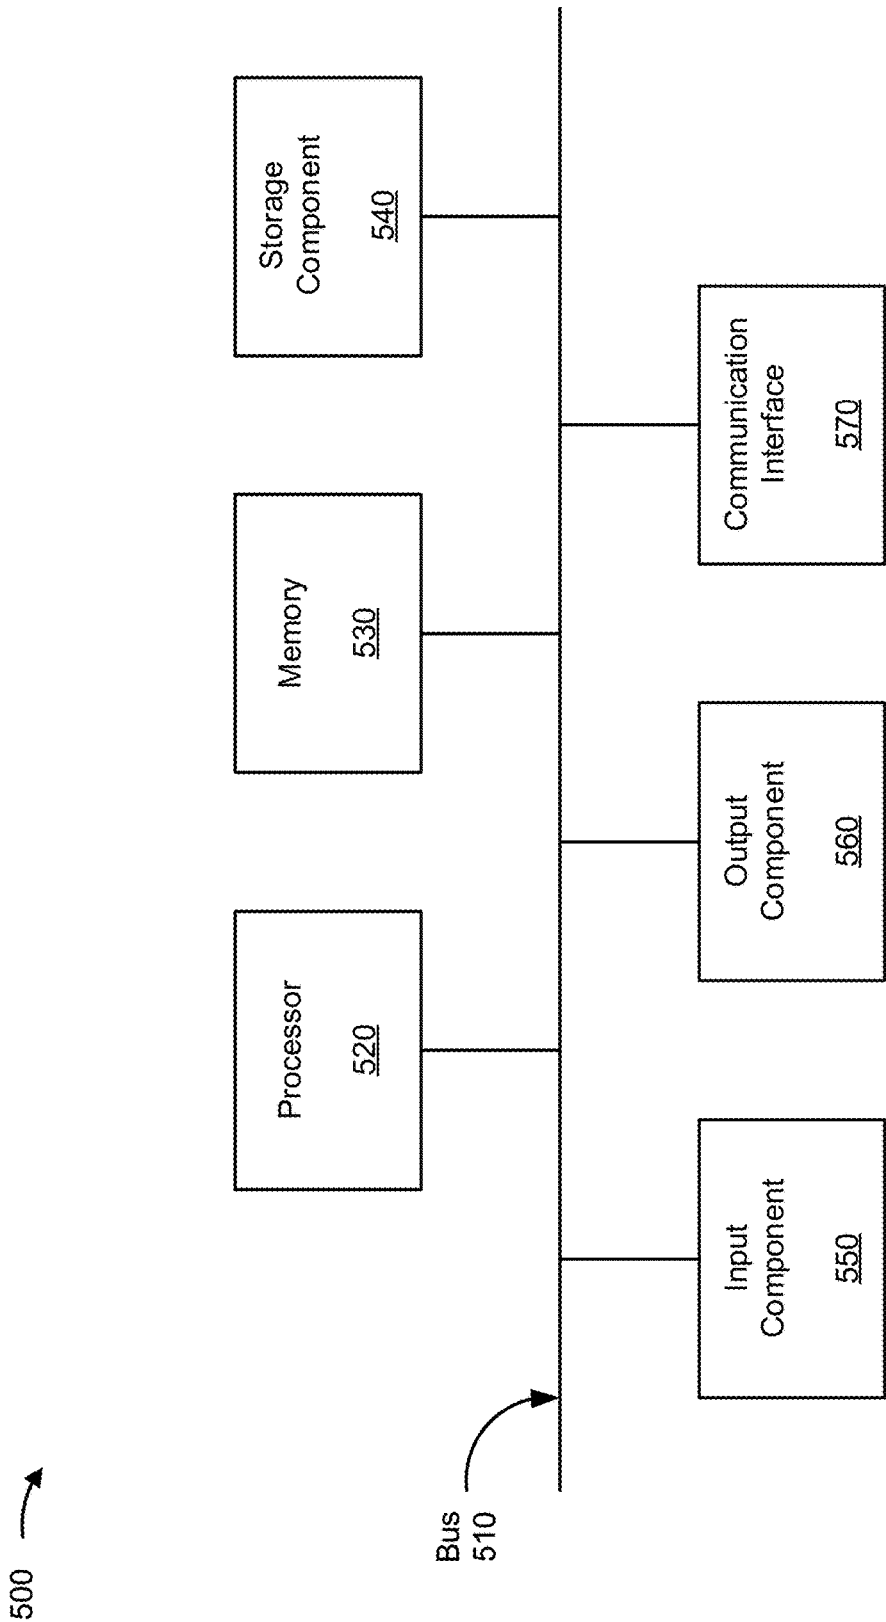 500
Processor
520
Memory
530
Storage
Component
540
Bus
510
Input
Component
550
Output
Component
560
Communication
Interface
570